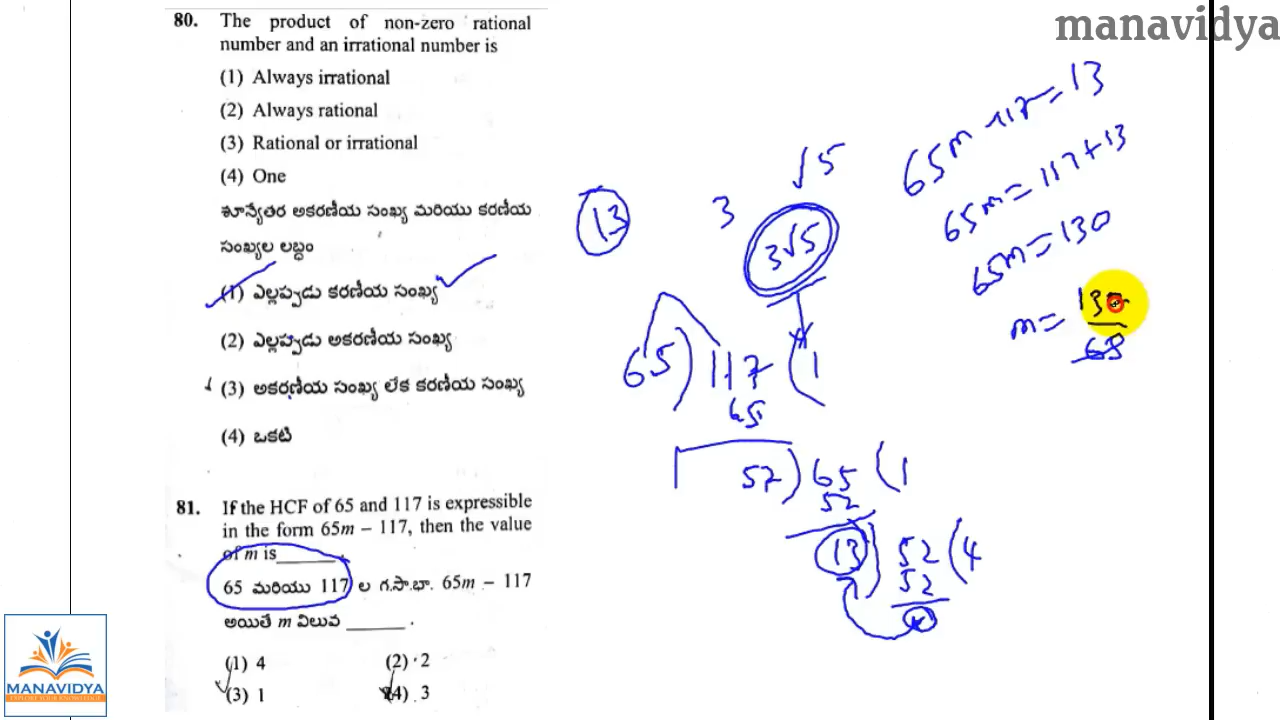 manavidya
80. The product of non-zero rational
number and an irrational number is
(1) Always irrational
(2) Always rational
(3) Rational or irrational
(4) One
శూన్యేతర అకరణీయ సంఖ్య మరియు కరణీయ
సంఖ్యల లబ్ధం
(1) ఎల్లప్పుడు కరణీయ సంఖ్య
(2) ఎల్లప్పుడు అకరణీయ సంఖ్య
(3) అకరణీయ సంఖ్య లేక కరణీయ సంఖ్య
(4) ఒకటి
81. If the HCF of 65 and 117 is expressible
in the form 65m – 117, then the value
of m is ______.
65 మరియు 117 ల గ.సా.భా. 65m – 117
అయితే m విలువ ______ .
(1) 4 (2) 2
(3) 1 (4) 3
13
3 √5
3√5
65) 117 (1
65
52) 65 (1
52
13) 52 (4
52
65m - 117 = 13
65m = 117 + 13
65m = 130
m = 130
65
MANAVIDYA